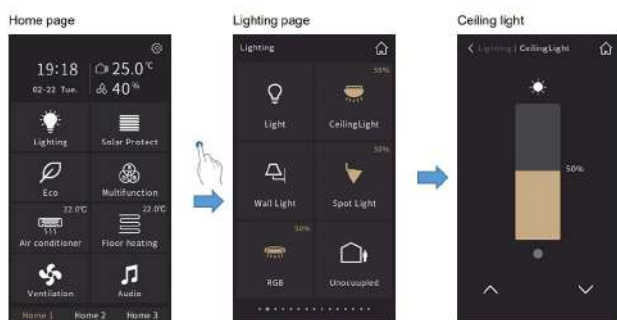 Home page
Lighting page
Ceiling light
19:18
25.0℃
02-22 Tue.
40%
Lighting
Solar Protect
Eco
Multifunction
22.0℃
22.0℃
Air conditioner
Floor heating
Ventilation
Audio
Home 1
Home 2
Home 3
Lighting
50%
Light
CeilingLight
50%
Wall Light
Spot Light
50%
RGB
Unocuupied
Lighting | CeilingLight
50%